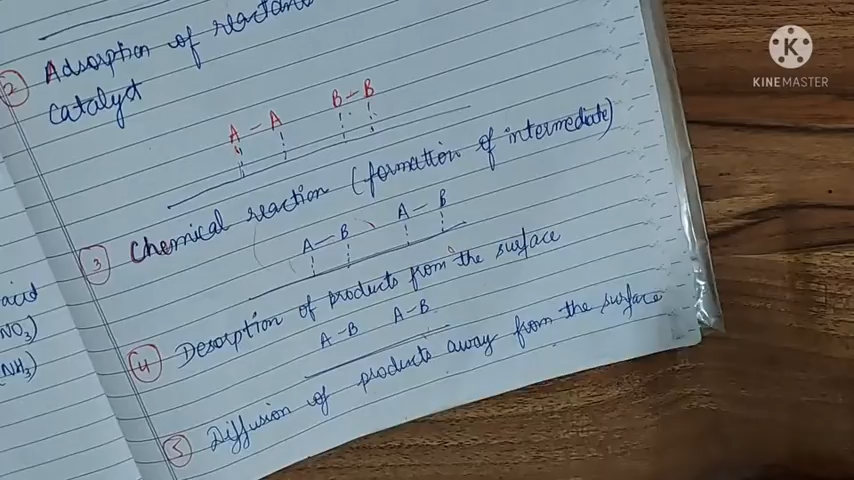 ② Adsorption of reactant
catalyst
A-A B-B
③ Chemical reaction (formation of intermediate)
A-B A-B
④ Desorption of products from the surface
A-B A-B
⑤ Diffusion of products away from the surface
acid
NO₃)
NH₃)
K
KINEMASTER